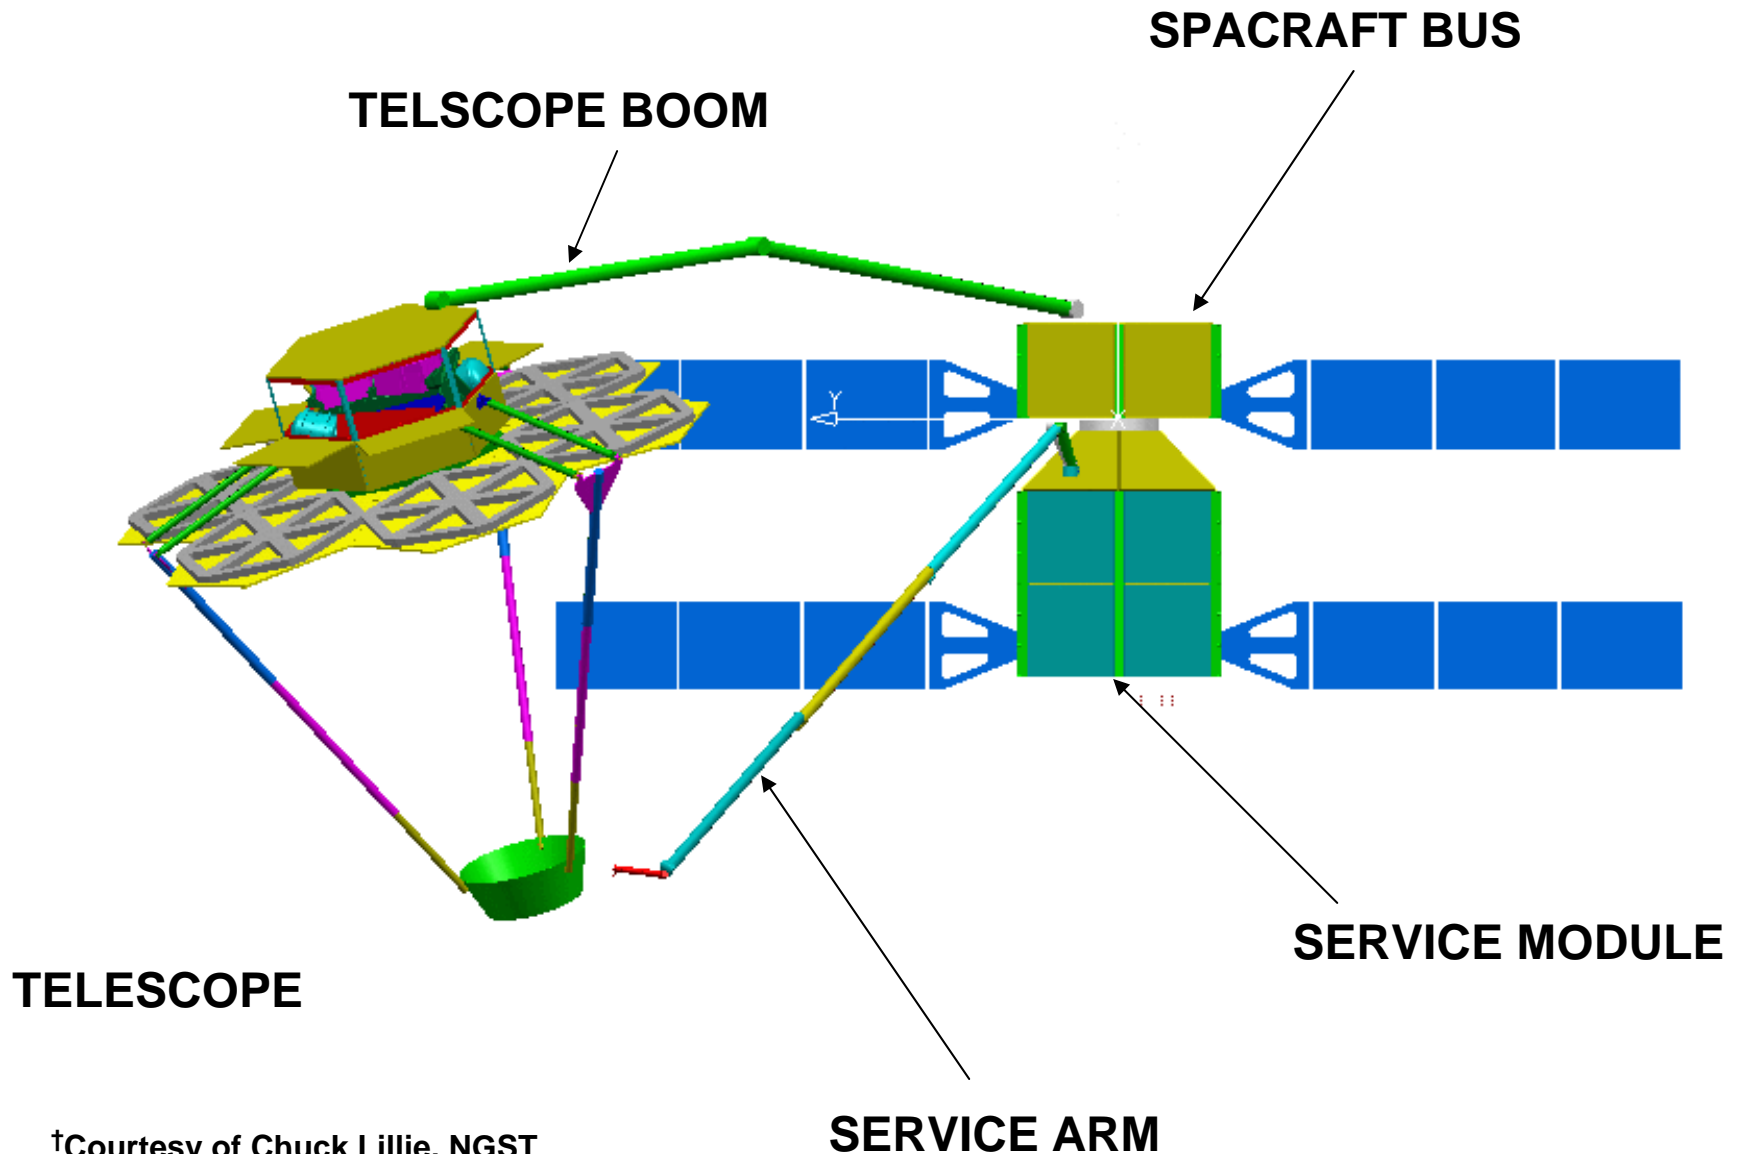 SPACRAFT BUS
TELSCOPE BOOM
Y
X
SERVICE MODULE
TELESCOPE
SERVICE ARM
†Courtesy of Chuck Lillie, NGST